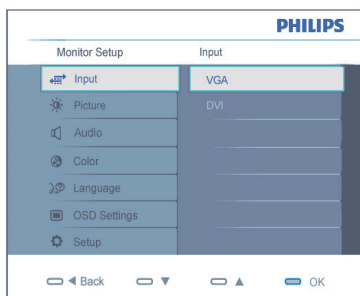 PHILIPS
Monitor Setup Input
Input VGA
Picture DVI
Audio
Color
Language
OSD Settings
Setup
Back OK